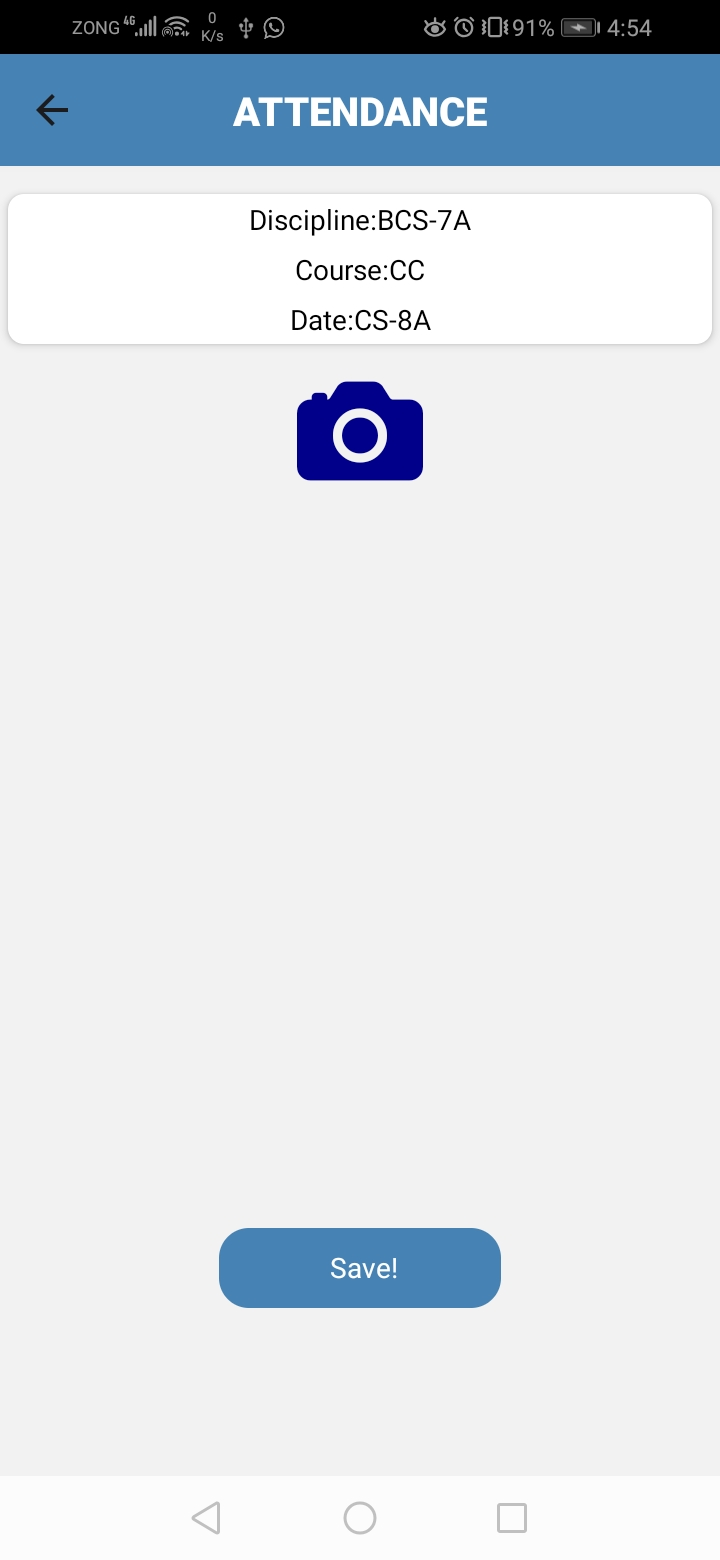 ZONG 4G 0 K/s 91% 4:54
ATTENDANCE
Discipline:BCS-7A
Course:CC
Date:CS-8A
Save!